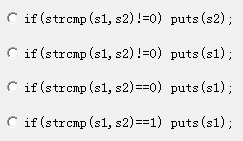 if(strcmp(s1,s2)!=0) puts(s2);
if(strcmp(s1,s2)!=0) puts(s1);
if(strcmp(s1,s2)==0) puts(s1);
if(strcmp(s1,s2)==1) puts(s1);